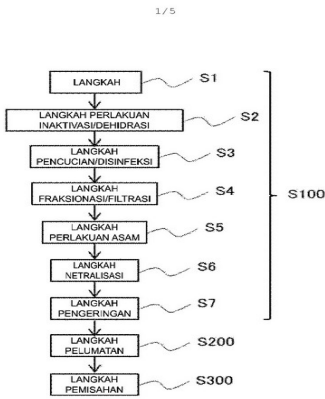 1/5
LANGKAH S1
LANGKAH PERLAKUAN
INAKTIVASI/DEHIDRASI S2
LANGKAH
PENCUCIAN/DISINFEKSI S3
LANGKAH
FRAKSIONASI/FILTRASI S4
S100
LANGKAH
PERLAKUAN ASAM S5
LANGKAH
NETRALISASI S6
LANGKAH
PENGERINGAN S7
LANGKAH
PELUMATAN S200
LANGKAH
PEMISAHAN S300